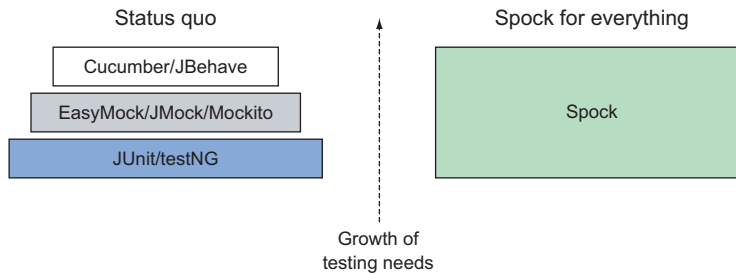 Status quo
Spock for everything
Cucumber/JBehave
EasyMock/JMock/Mockito
Spock
JUnit/testNG
Growth of
testing needs